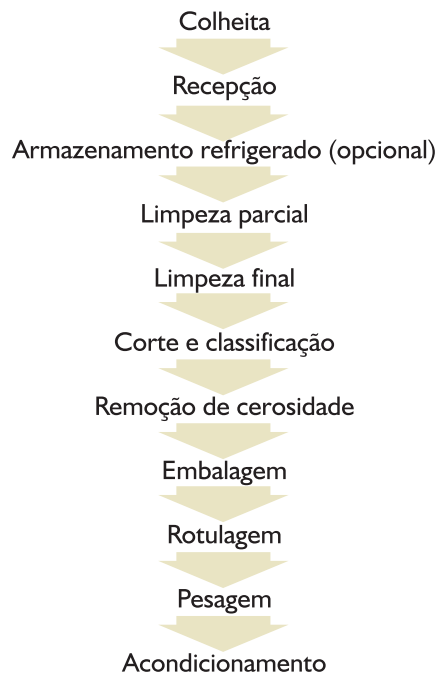 Colheita
Recepção
Armazenamento refrigerado (opcional)
Limpeza parcial
Limpeza final
Corte e classificação
Remoção de cerosidade
Embalagem
Rotulagem
Pesagem
Acondicionamento